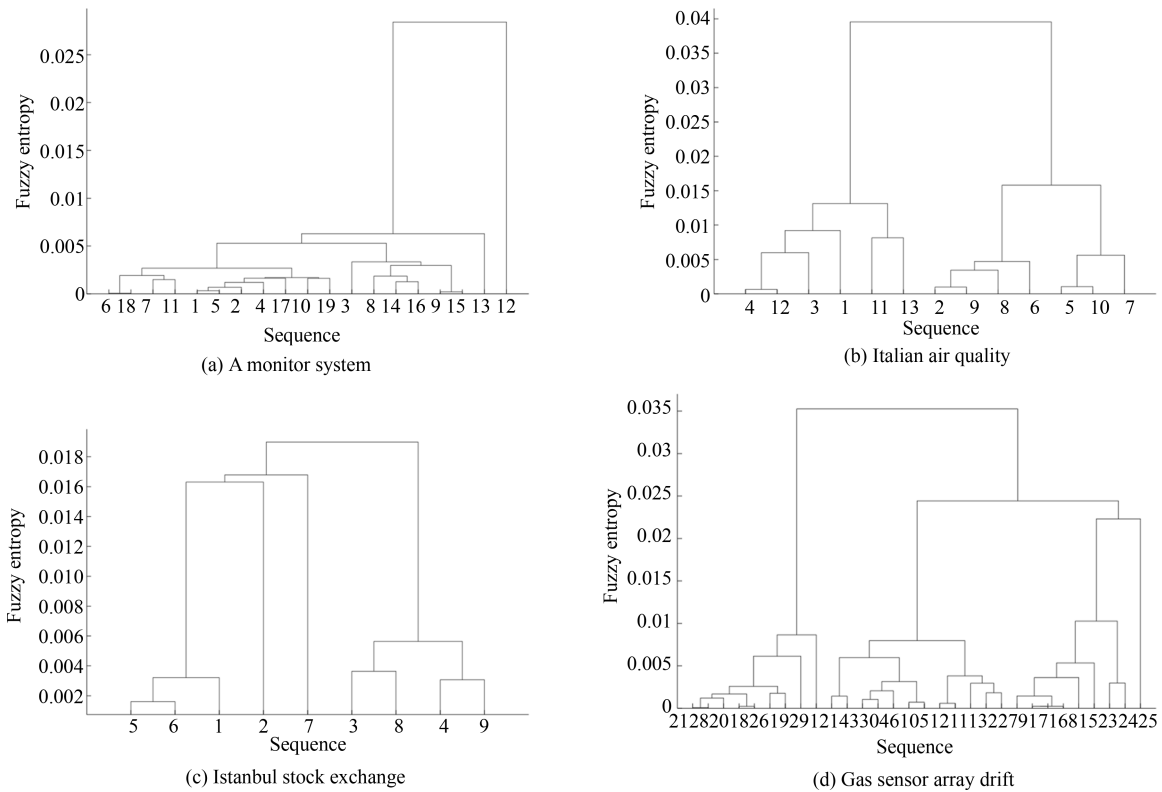 Fuzzy entropy
0.025
0.02
0.015
0.01
0.005
0
6 18 7 11 1 5 2 4 17 10 19 3 8 14 16 9 15 13 12
Sequence
(a) A monitor system
Fuzzy entropy
0.04
0.035
0.03
0.025
0.02
0.015
0.01
0.005
0
4 12 3 1 11 13 2 9 8 6 5 10 7
Sequence
(b) Italian air quality
Fuzzy entropy
0.018
0.016
0.014
0.012
0.010
0.008
0.006
0.004
0.002
5 6 1 2 7 3 8 4 9
Sequence
(c) Istanbul stock exchange
Fuzzy entropy
0.035
0.03
0.025
0.02
0.015
0.01
0.005
0
Sequence
(d) Gas sensor array drift